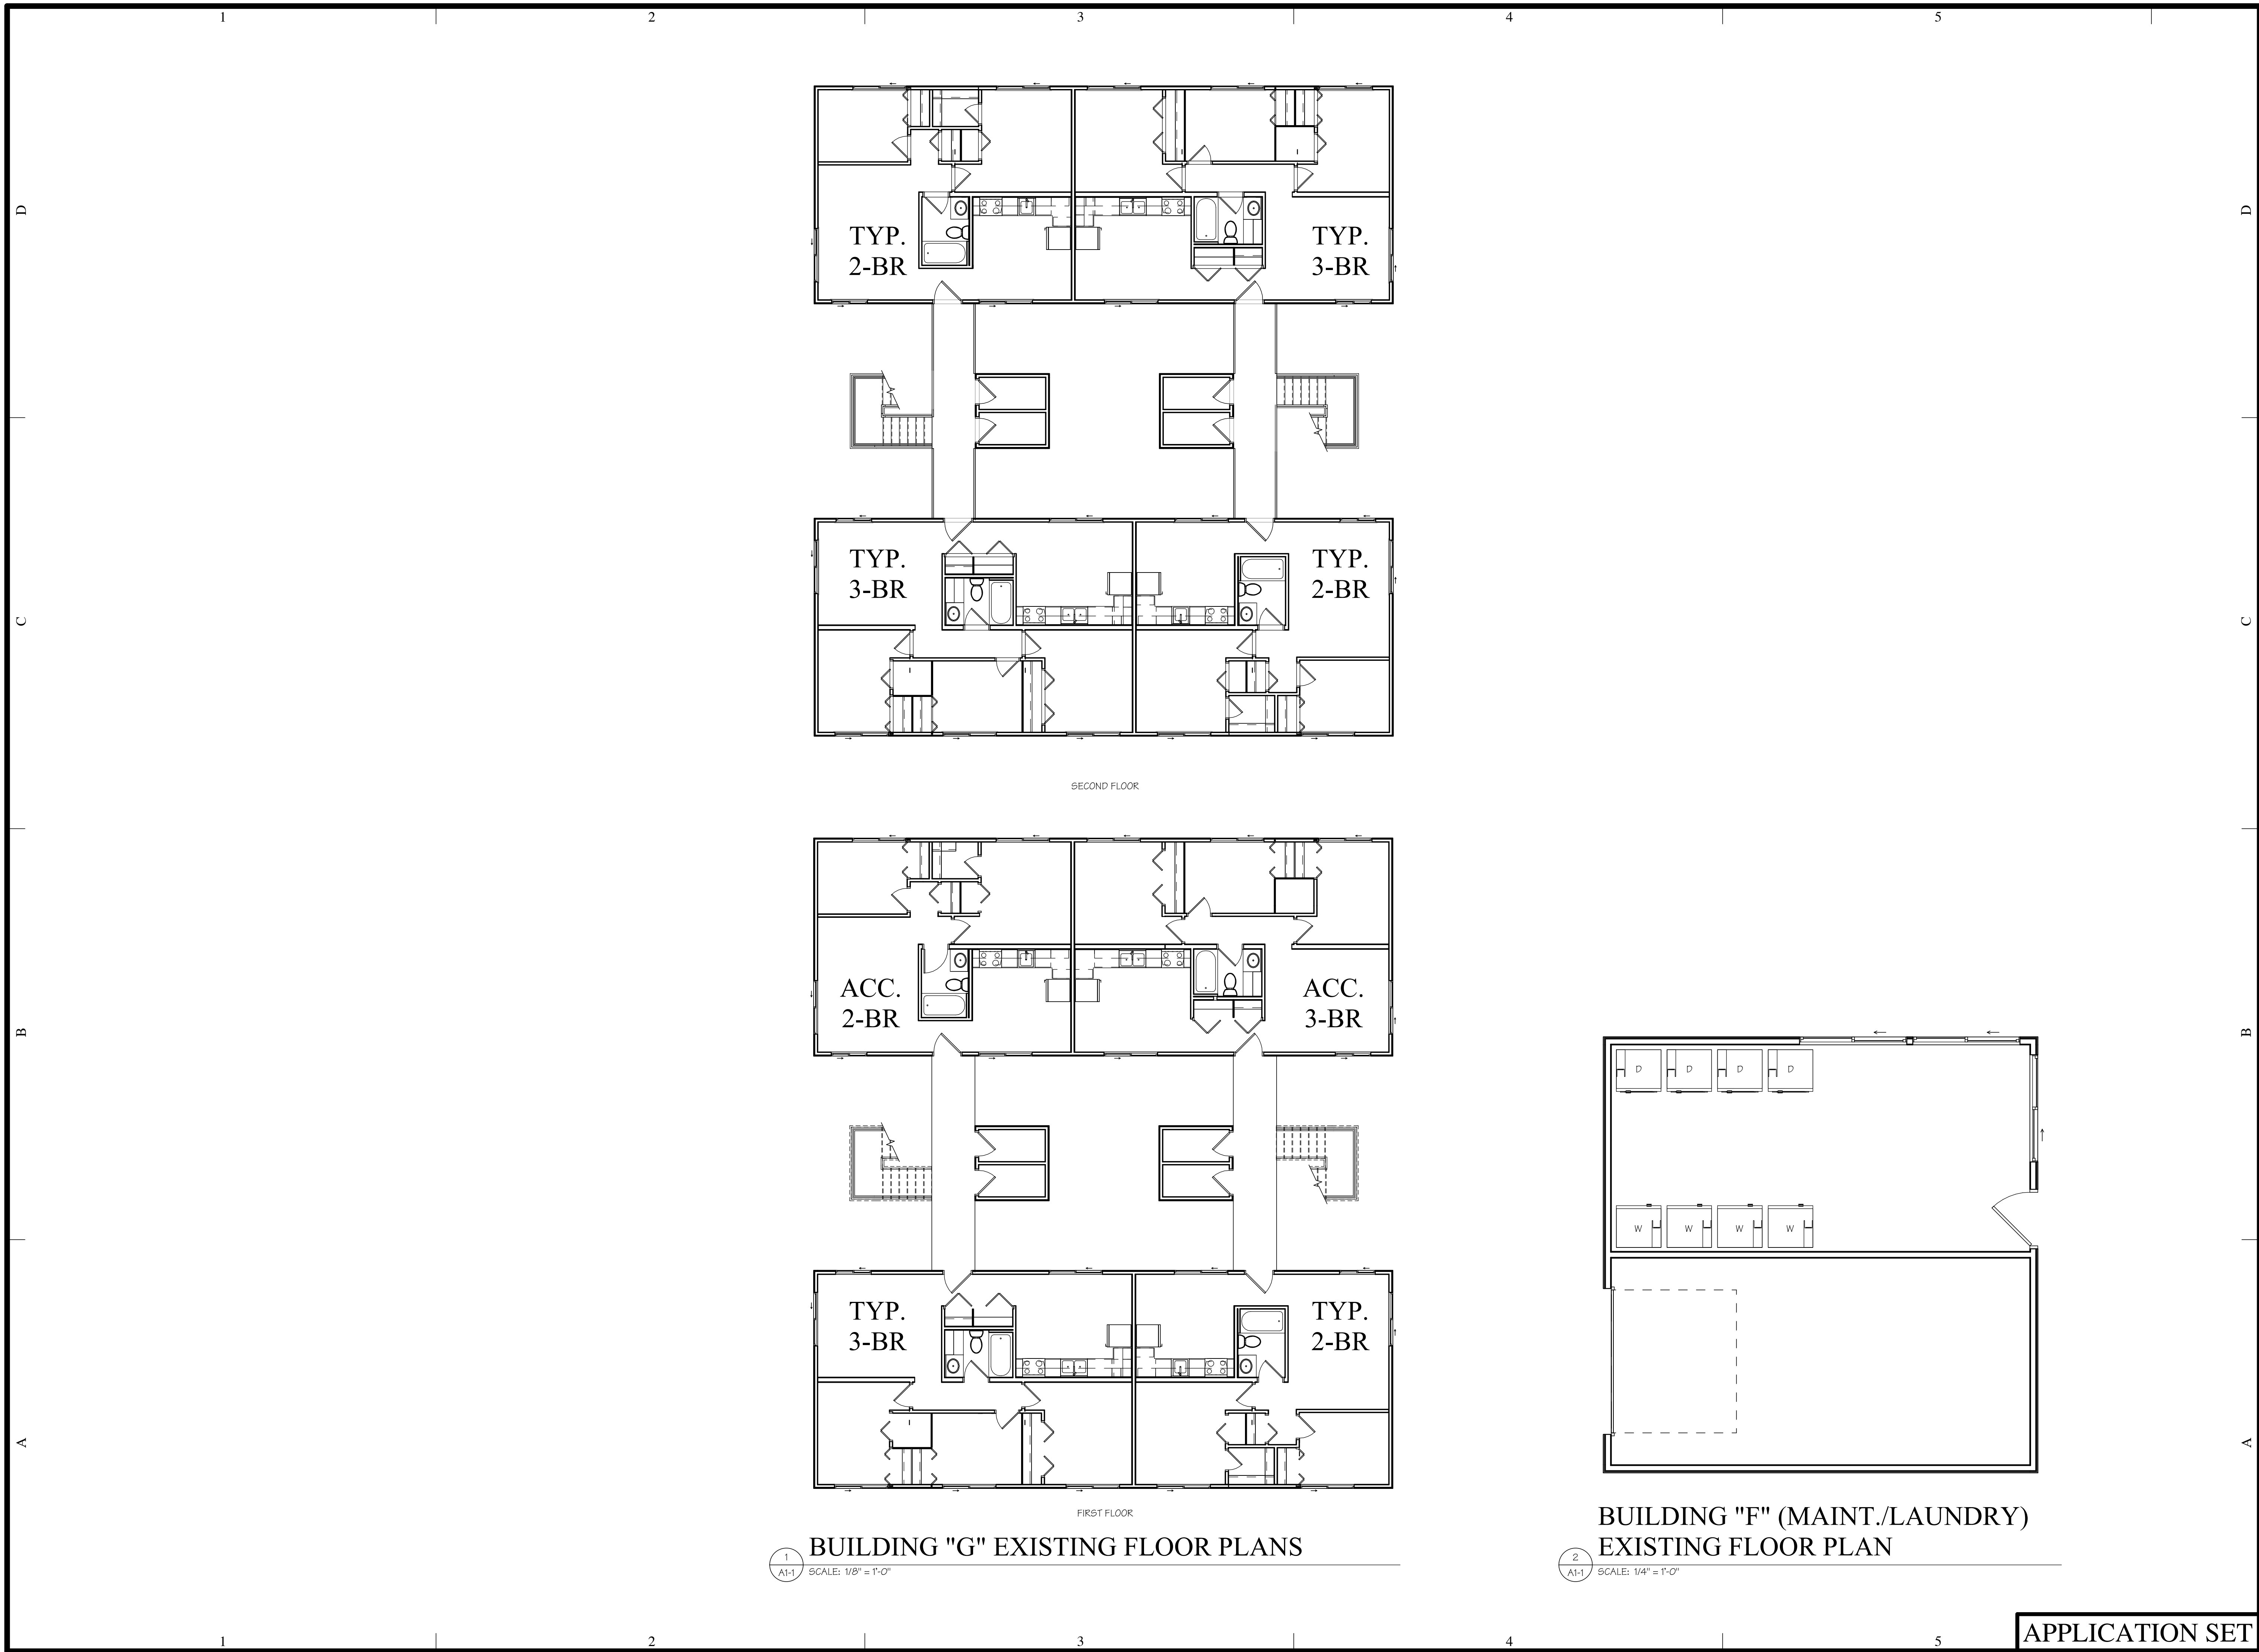 1 2 3 4 5
D D
TYP.
2-BR
TYP.
3-BR
TYP.
3-BR
TYP.
2-BR
C C
SECOND FLOOR
ACC.
2-BR
ACC.
3-BR
B B
D D D D
W W W W
TYP.
3-BR
TYP.
2-BR
A A
FIRST FLOOR
1
A1-1
BUILDING "G" EXISTING FLOOR PLANS
SCALE: 1/8" = 1'-0"
BUILDING "F" (MAINT./LAUNDRY)
EXISTING FLOOR PLAN
2
A1-1
SCALE: 1/4" = 1'-0"
1 2 3 4 5
APPLICATION SET